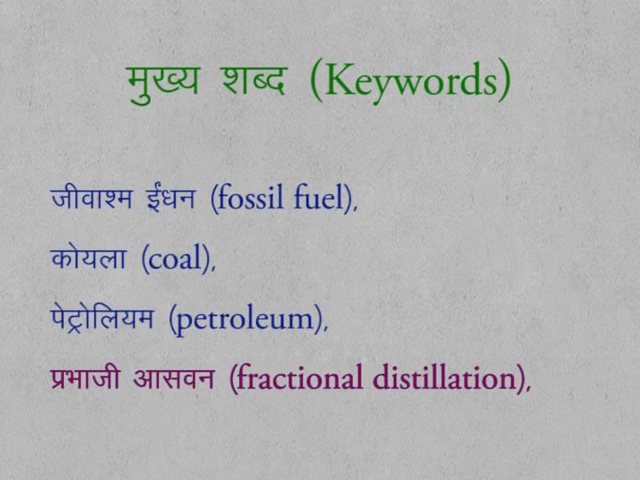 मुख्य शब्द (Keywords)
जीवाश्म ईंधन (fossil fuel),
कोयला (coal),
पेट्रोलियम (petroleum),
प्रभाजी आसवन (fractional distillation),